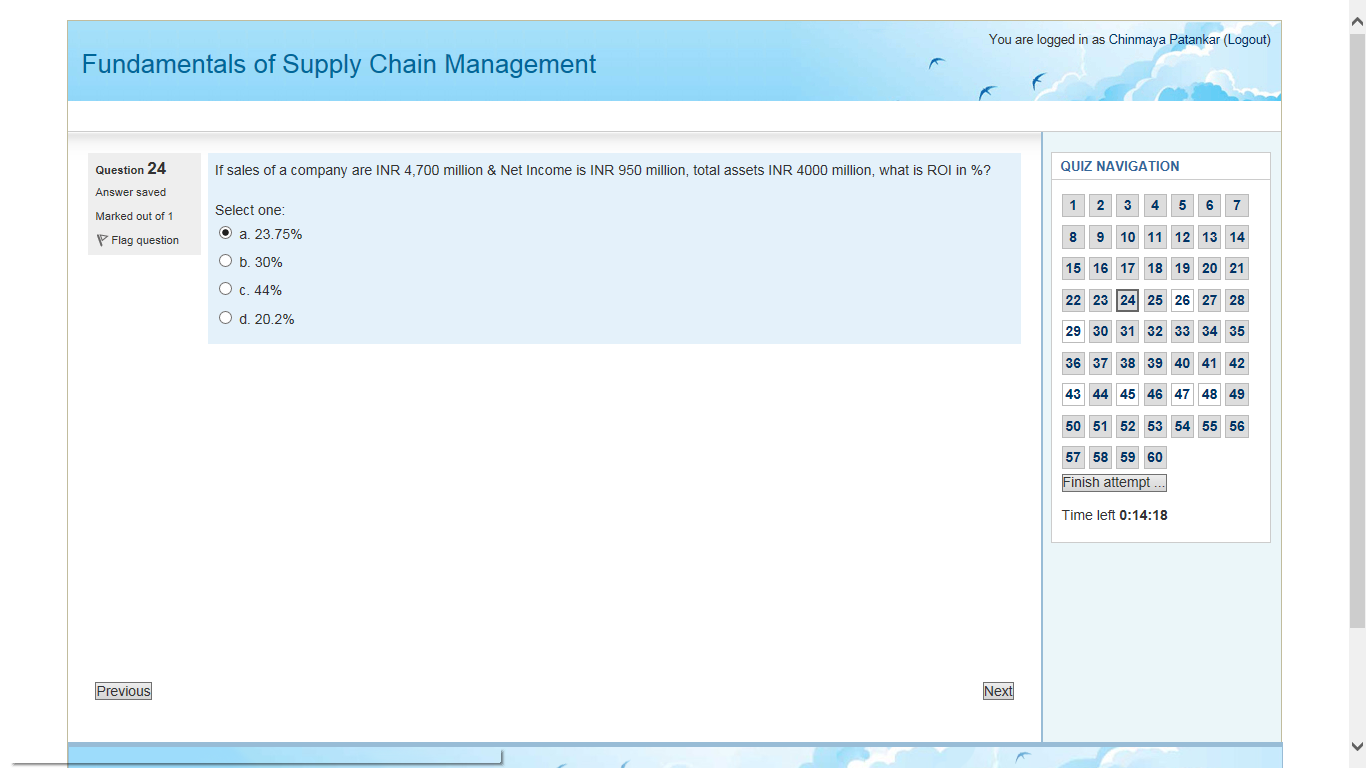 You are logged in as Chinmaya Patankar (Logout)
Fundamentals of Supply Chain Management
Question 24
Answer saved
Marked out of 1
Flag question
If sales of a company are INR 4,700 million & Net Income is INR 950 million, total assets INR 4000 million, what is ROI in %?
Select one:
a. 23.75%
b. 30%
c. 44%
d. 20.2%
QUIZ NAVIGATION
1 2 3 4 5 6 7
8 9 10 11 12 13 14
15 16 17 18 19 20 21
22 23 24 25 26 27 28
29 30 31 32 33 34 35
36 37 38 39 40 41 42
43 44 45 46 47 48 49
50 51 52 53 54 55 56
57 58 59 60
Finish attempt ...
Time left 0:14:18
Previous
Next